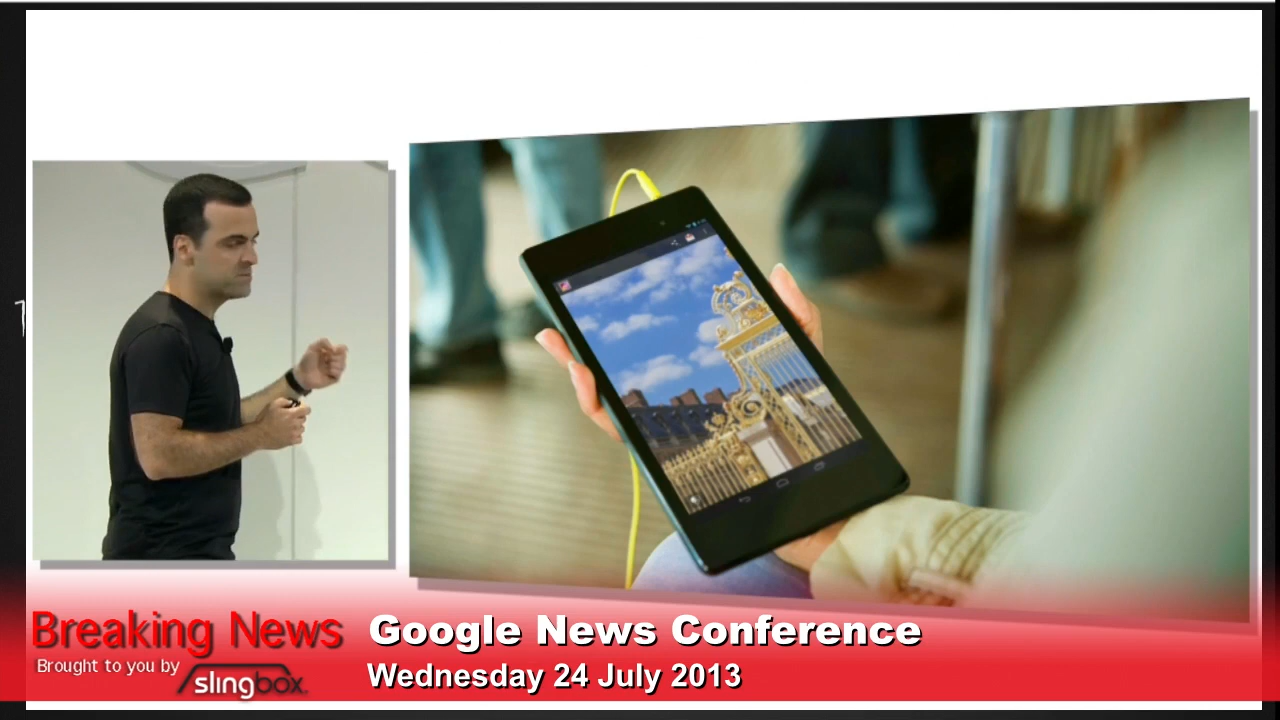 Breaking News
Brought to you by
slingbox.
Google News Conference
Wednesday 24 July 2013